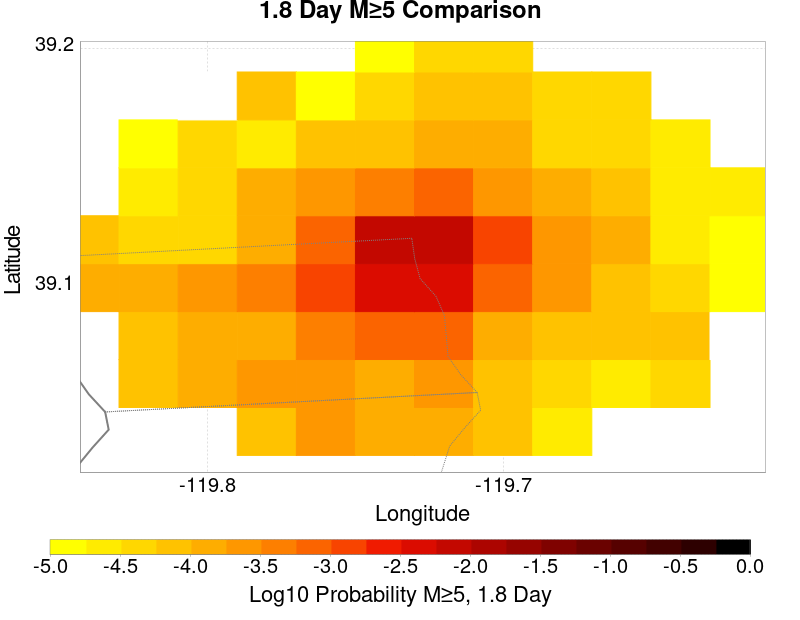 1.8 Day M≥5 Comparison
39.2
39.1
Latitude
-119.8 -119.7
Longitude
-5.0 -4.5 -4.0 -3.5 -3.0 -2.5 -2.0 -1.5 -1.0 -0.5 0.0
Log10 Probability M≥5, 1.8 Day